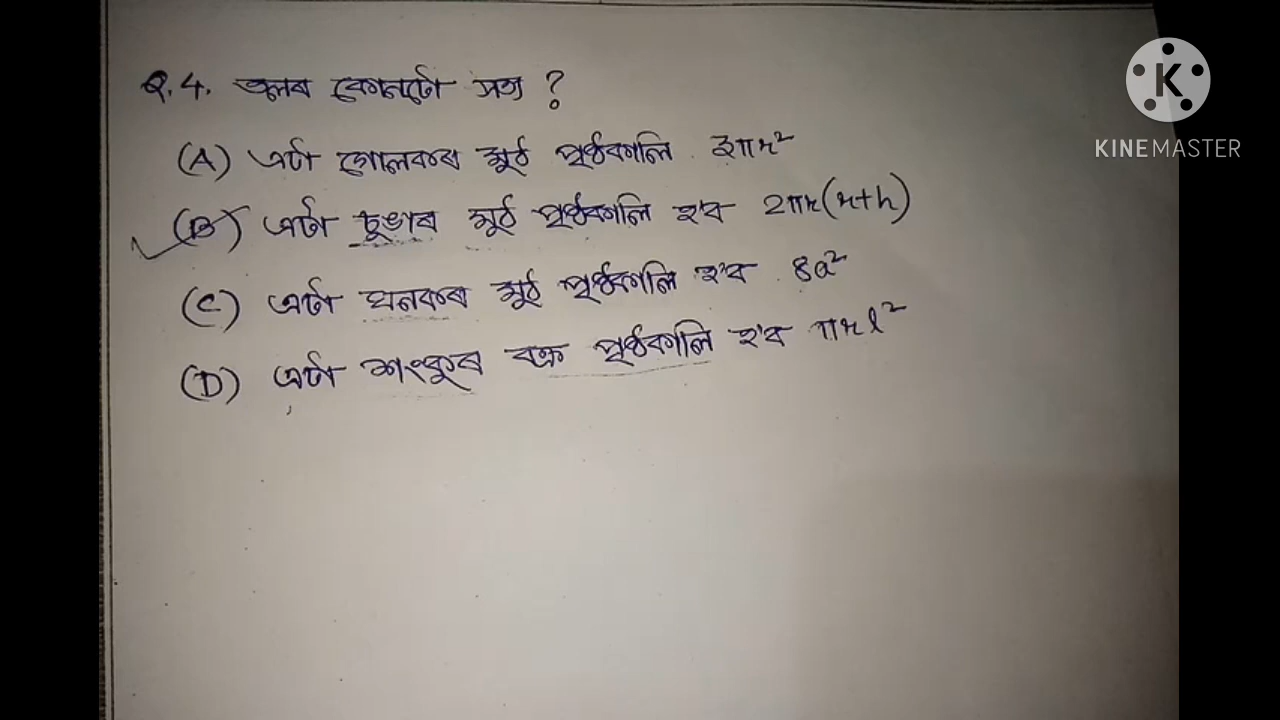 Q.4. তলৰ কোনটো সত্য ?
(A) এটা গোলকৰ মুঠ পৃষ্ঠকালি 3πr²
(B) এটা চুঙাৰ মুঠ পৃষ্ঠকালি হ'ব 2πr(r+h)
(C) এটা ঘনকৰ মুঠ পৃষ্ঠকালি হ'ব 8a²
(D) এটা শংকুৰ বক্ৰ পৃষ্ঠকালি হ'ব πrl²
K
KINEMASTER